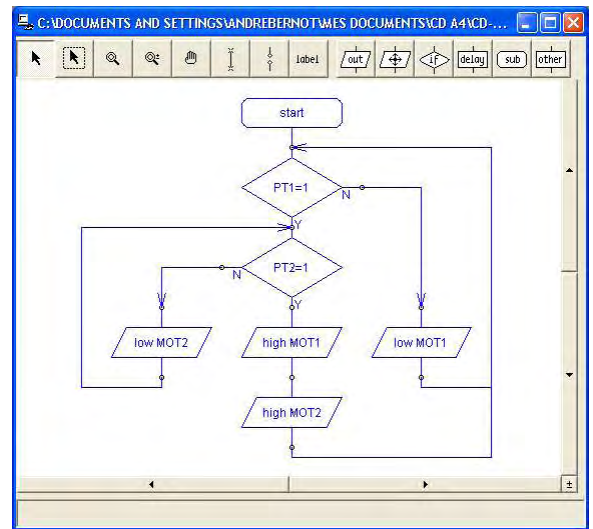 C:\DOCUMENTS AND SETTINGS\ANDREBERNOT\MES DOCUMENTS\CD A4\CD-...
label out if delay sub other
start
PT1=1
N
Y
PT2=1
N
Y
low MOT2 high MOT1 low MOT1
high MOT2